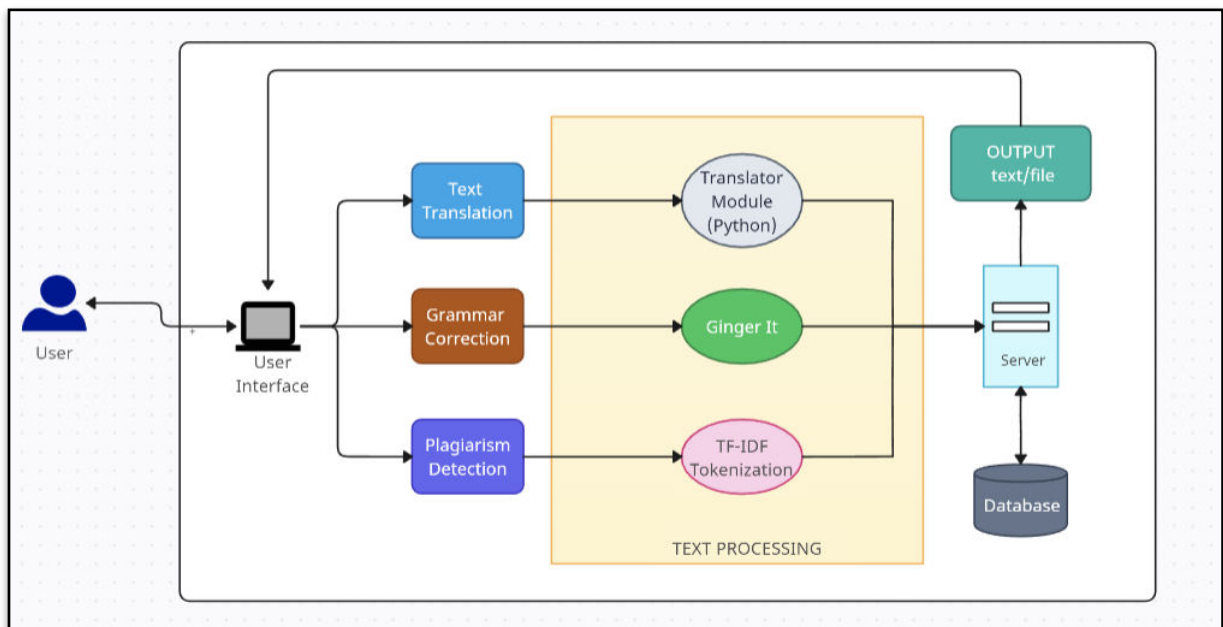 OUTPUT
text/file
Text
Translation
Translator
Module
(Python)
User
User
Interface
Grammar
Correction
Ginger It
Server
Plagiarism
Detection
TF-IDF
Tokenization
Database
TEXT PROCESSING